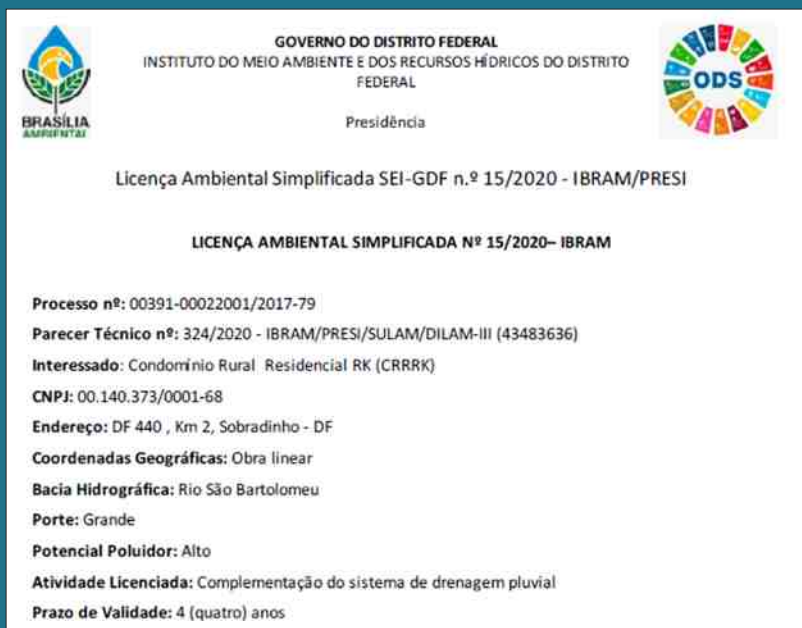 GOVERNO DO DISTRITO FEDERAL
INSTITUTO DO MEIO AMBIENTE E DOS RECURSOS HÍDRICOS DO DISTRITO
FEDERAL
BRASÍLIA
AMBIENTAL
ODS
Presidência
Licença Ambiental Simplificada SEI-GDF n.º 15/2020 - IBRAM/PRESI
LICENÇA AMBIENTAL SIMPLIFICADA Nº 15/2020– IBRAM
Processo nº: 00391-00022001/2017-79
Parecer Técnico nº: 324/2020 - IBRAM/PRESI/SULAM/DILAM-III (43483636)
Interessado: Condomínio Rural Residencial RK (CRRRK)
CNPJ: 00.140.373/0001-68
Endereço: DF 440 , Km 2, Sobradinho - DF
Coordenadas Geográficas: Obra linear
Bacia Hidrográfica: Rio São Bartolomeu
Porte: Grande
Potencial Poluidor: Alto
Atividade Licenciada: Complementação do sistema de drenagem pluvial
Prazo de Validade: 4 (quatro) anos